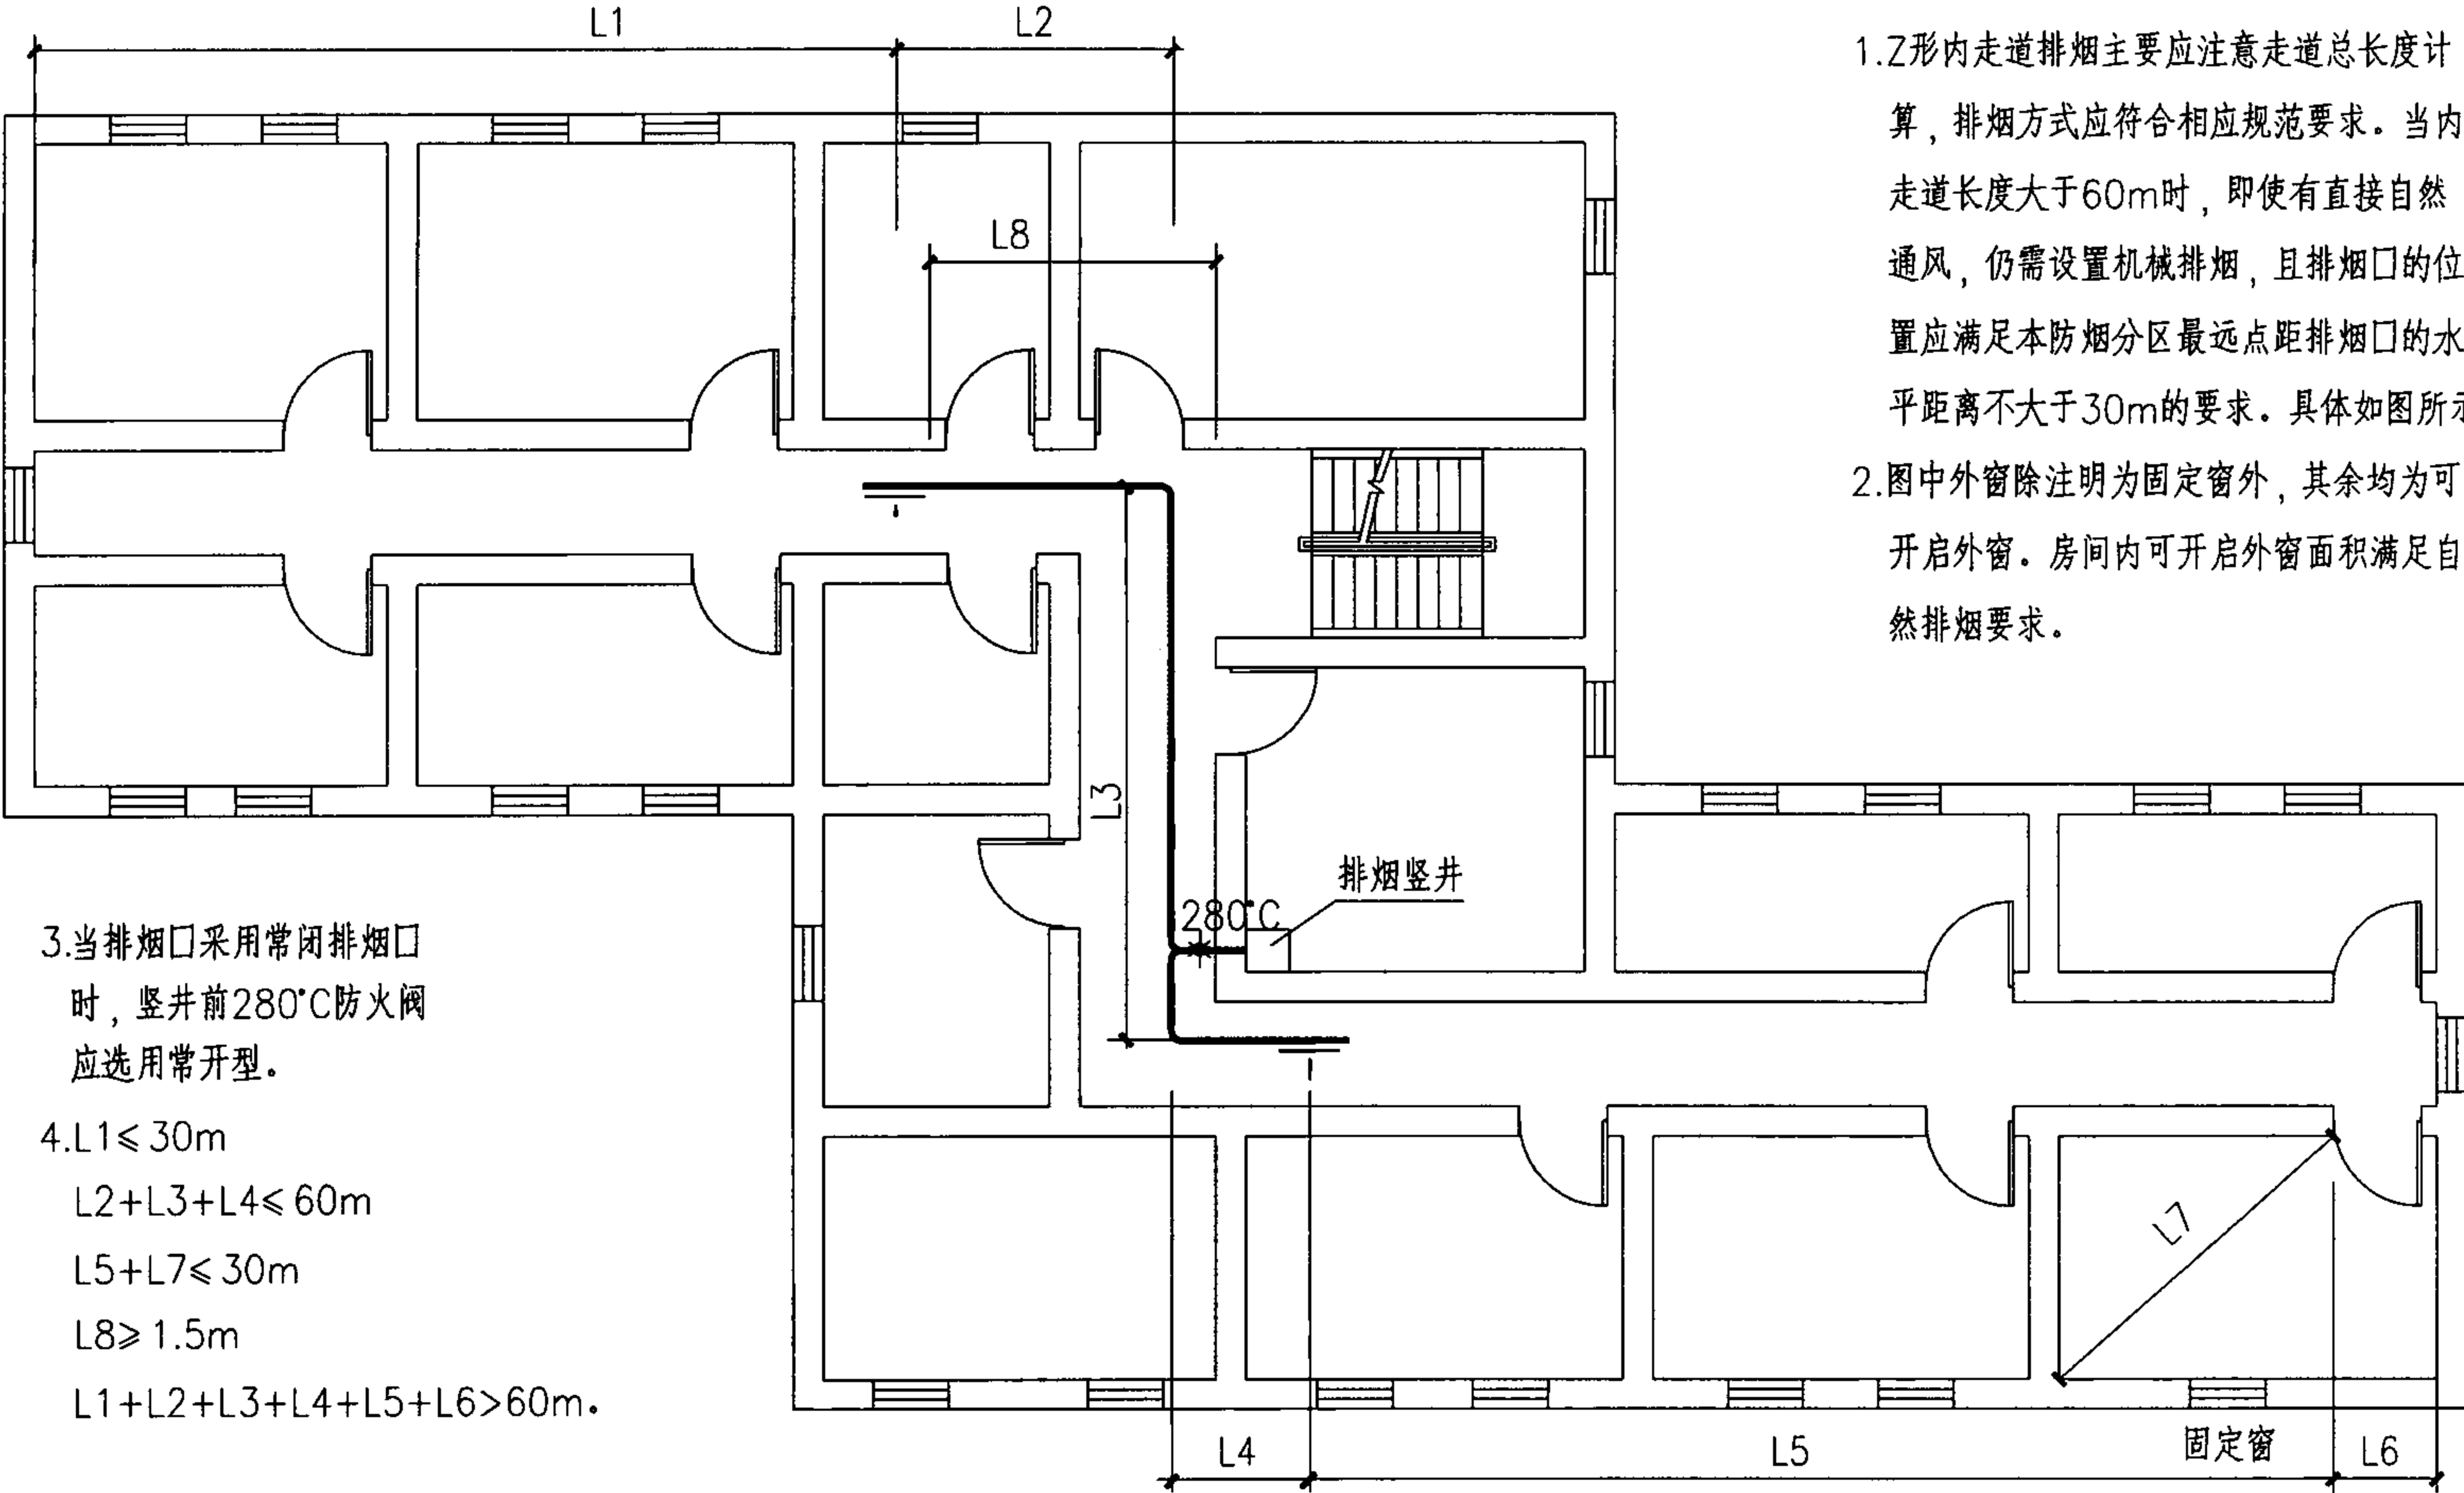 L1
L2
L8
1.Z形内走道排烟主要应注意走道总长度计
算，排烟方式应符合相应规范要求。当内
走道长度大于60m时，即使有直接自然
通风，仍需设置机械排烟，且排烟口的位
置应满足本防烟分区最远点距排烟口的水
平距离不大于30m的要求。具体如图所示
2.图中外窗除注明为固定窗外，其余均为可
开启外窗。房间内可开启外窗面积满足自
然排烟要求。
L3
排烟竖井
280°C
3.当排烟口采用常闭排烟口
时，竖井前280°C防火阀
应选用常开型。
4.L1≤30m
L2+L3+L4≤60m
L5+L7≤30m
L8≥1.5m
L1+L2+L3+L4+L5+L6>60m.
L7
固定窗
L4
L5
L6